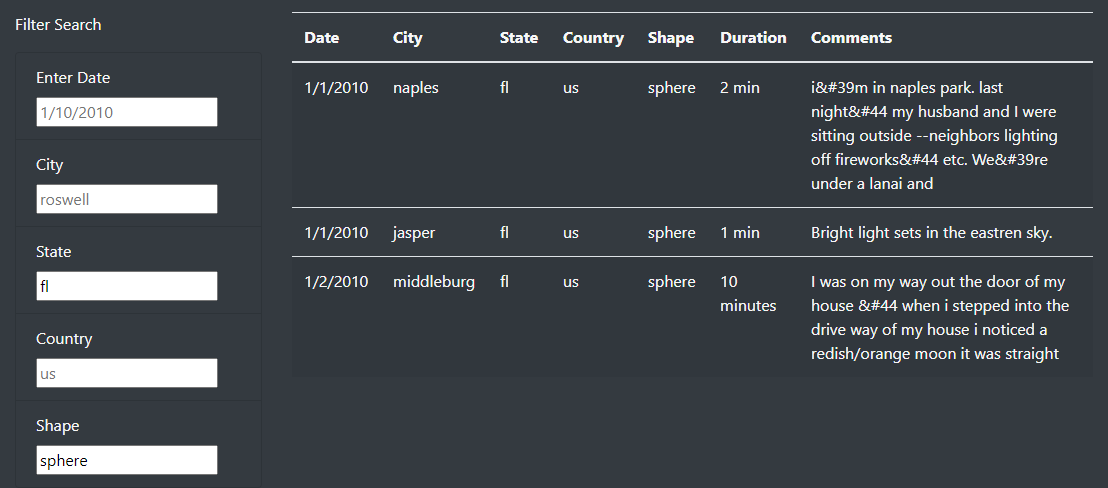 Filter Search
Enter Date
1/10/2010
City
roswell
State
fl
Country
us
Shape
sphere
Date City State Country Shape Duration Comments
1/1/2010 naples fl us sphere 2 min i&#39m in naples park. last
night&#44 my husband and I were
sitting outside --neighbors lighting
off fireworks&#44 etc. We&#39re
under a lanai and
1/1/2010 jasper fl us sphere 1 min Bright light sets in the eastren sky.
1/2/2010 middleburg fl us sphere 10 I was on my way out the door of my
minutes house &#44 when i stepped into the
drive way of my house i noticed a
redish/orange moon it was straight